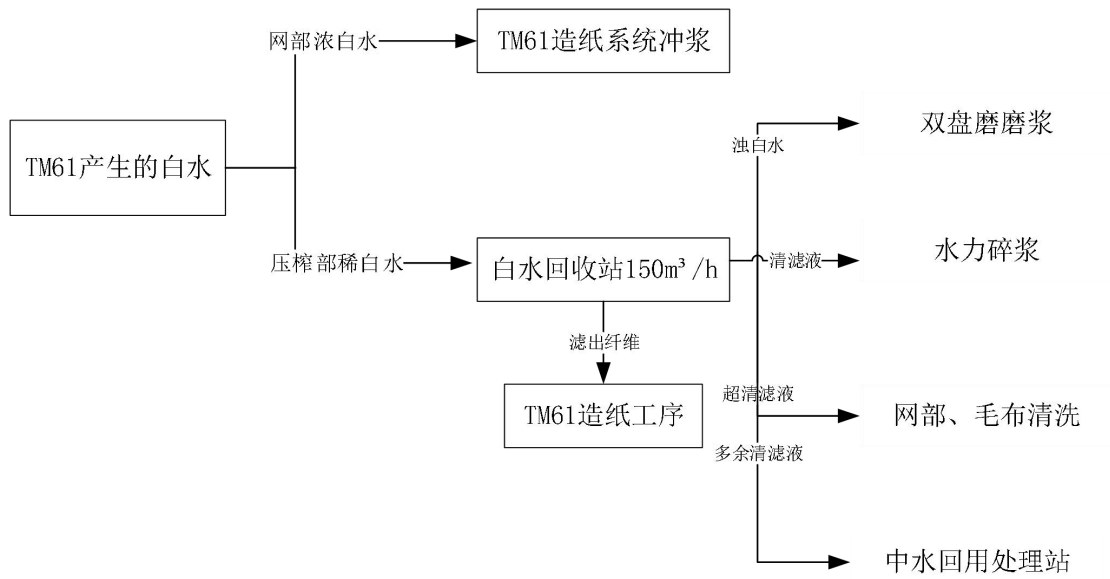 网部浓白水
TM61造纸系统冲浆
双盘磨磨浆
浊白水
TM61产生的白水
压榨部稀白水
白水回收站150m³/h
清滤液
水力碎浆
滤出纤维
TM61造纸工序
超清滤液
网部、毛布清洗
多余清滤液
中水回用处理站